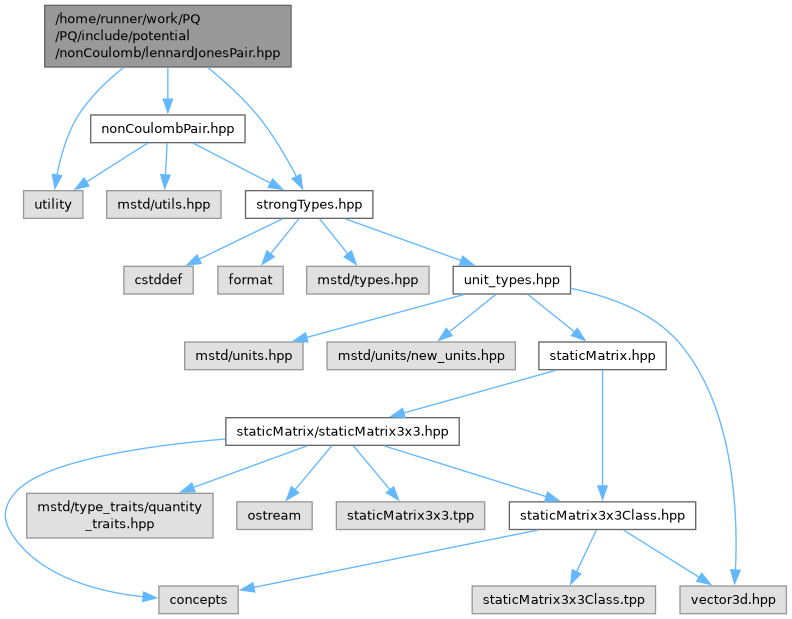 /home/runner/work/PQ
/PQ/include/potential
/nonCoulomb/lennardJonesPair.hpp
nonCoulombPair.hpp
utility
mstd/utils.hpp
strongTypes.hpp
cstddef
format
mstd/types.hpp
unit_types.hpp
mstd/units.hpp
mstd/units/new_units.hpp
staticMatrix.hpp
staticMatrix/staticMatrix3x3.hpp
mstd/type_traits/quantity
_traits.hpp
ostream
staticMatrix3x3.tpp
staticMatrix3x3Class.hpp
concepts
staticMatrix3x3Class.tpp
vector3d.hpp